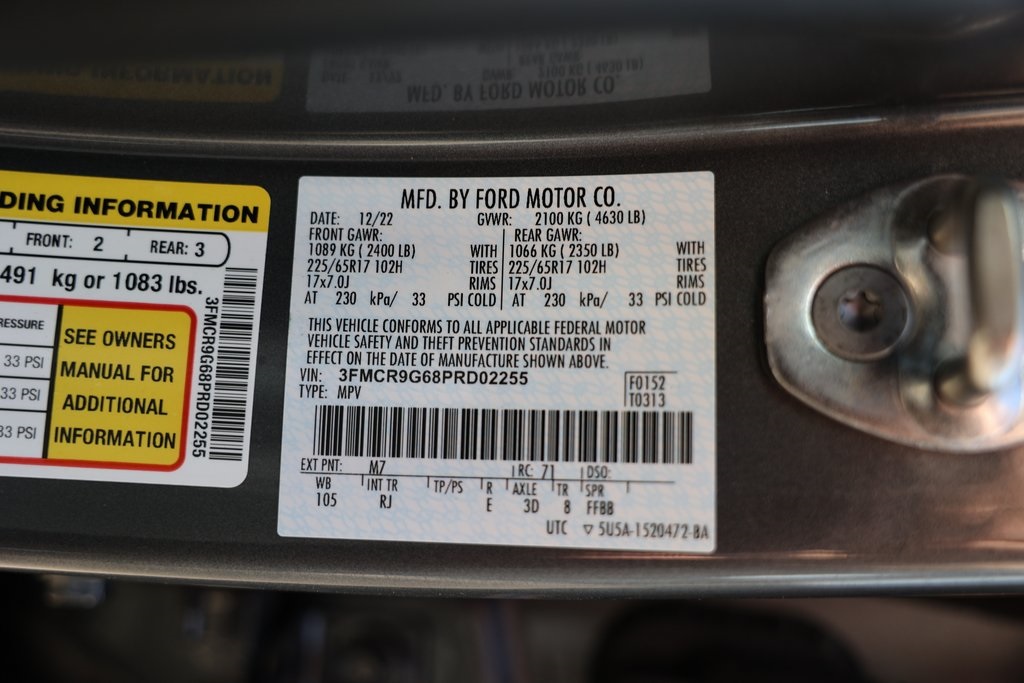 DING INFORMATION
FRONT: 2 REAR: 3
491 kg or 1083 lbs.
RESSURE
33 PSI
33 PSI
33 PSI
SEE OWNERS
MANUAL FOR
ADDITIONAL
INFORMATION
3FMCR9G68PRD02255
MFD. BY FORD MOTOR CO.
DATE: 12/22 GVWR: 2100 KG ( 4630 LB)
FRONT GAWR: REAR GAWR:
1089 KG ( 2400 LB) WITH 1066 KG ( 2350 LB) WITH
225/65R17 102H TIRES 225/65R17 102H TIRES
17x7.0J RIMS 17x7.0J RIMS
AT 230 kPa/ 33 PSI COLD AT 230 kPa/ 33 PSI COLD
THIS VEHICLE CONFORMS TO ALL APPLICABLE FEDERAL MOTOR
VEHICLE SAFETY AND THEFT PREVENTION STANDARDS IN
EFFECT ON THE DATE OF MANUFACTURE SHOWN ABOVE.
VIN: 3FMCR9G68PRD02255
TYPE: MPV
F0152
T0313
EXT PNT: M7 RC: 71 DSO:
WB INT TR TP/PS R AXLE TR SPR
105 RJ E 3D 8 FFBB
UTC ▽ 5U5A-1520472-BA
MFD. BY FORD MOTOR CO.